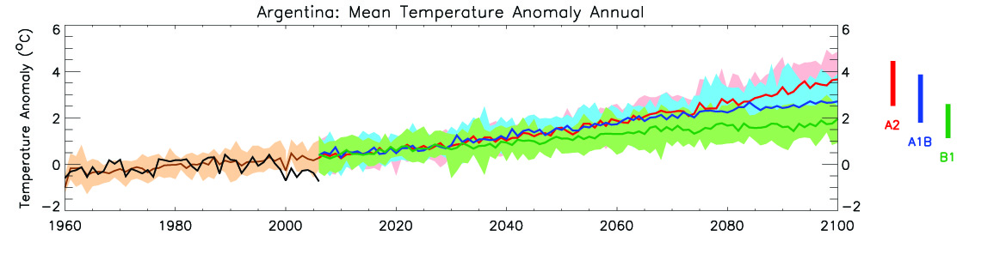 Argentina: Mean Temperature Anomaly Annual
Temperature Anomaly (°C)
6
4
2
0
−2
6
4
2
0
−2
1960 1980 2000 2020 2040 2060 2080 2100
A2
A1B
B1